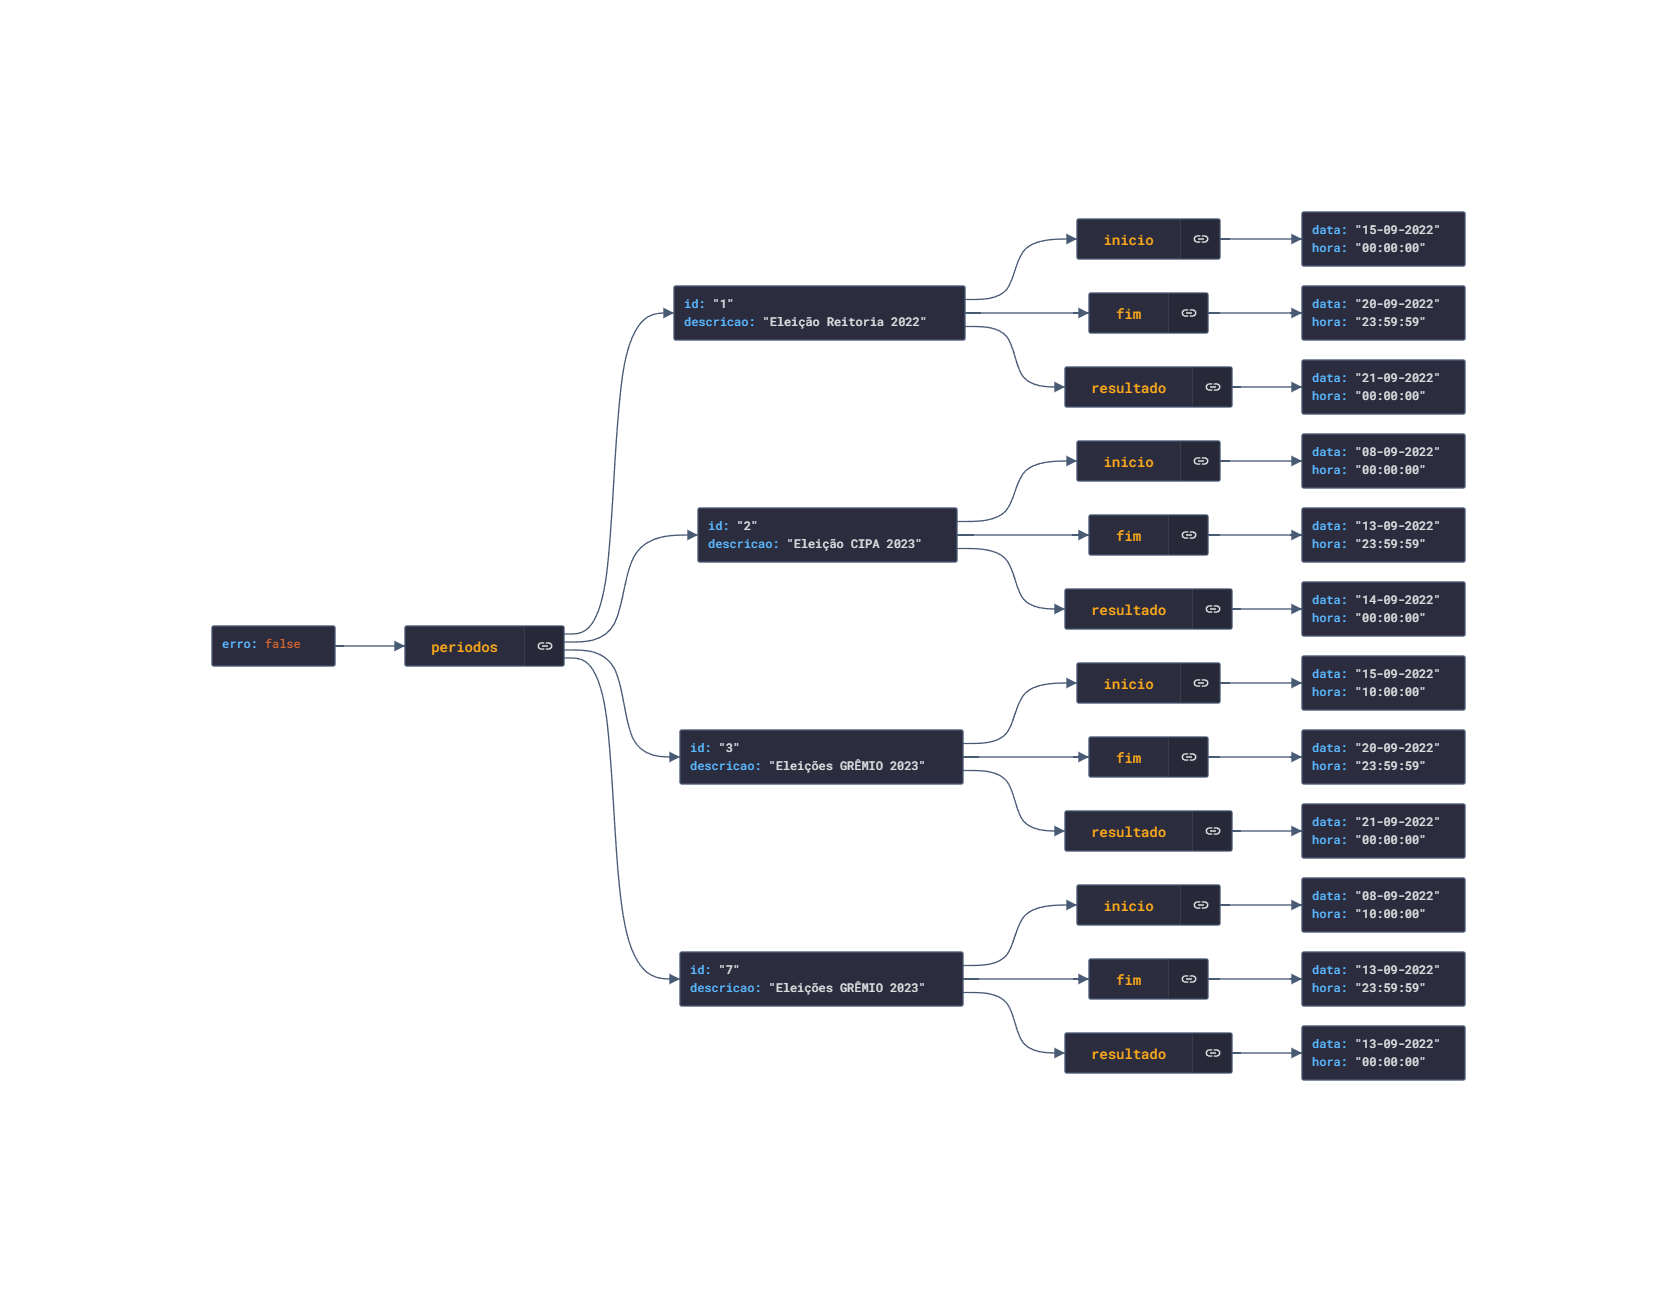 erro: false
periodos
id: "1"
descricao: "Eleição Reitoria 2022"
inicio
data: "15-09-2022"
hora: "00:00:00"
fim
data: "20-09-2022"
hora: "23:59:59"
resultado
data: "21-09-2022"
hora: "00:00:00"
id: "2"
descricao: "Eleição CIPA 2023"
inicio
data: "08-09-2022"
hora: "00:00:00"
fim
data: "13-09-2022"
hora: "23:59:59"
resultado
data: "14-09-2022"
hora: "00:00:00"
id: "3"
descricao: "Eleições GRÊMIO 2023"
inicio
data: "15-09-2022"
hora: "10:00:00"
fim
data: "20-09-2022"
hora: "23:59:59"
resultado
data: "21-09-2022"
hora: "00:00:00"
id: "7"
descricao: "Eleições GRÊMIO 2023"
inicio
data: "08-09-2022"
hora: "10:00:00"
fim
data: "13-09-2022"
hora: "23:59:59"
resultado
data: "13-09-2022"
hora: "00:00:00"